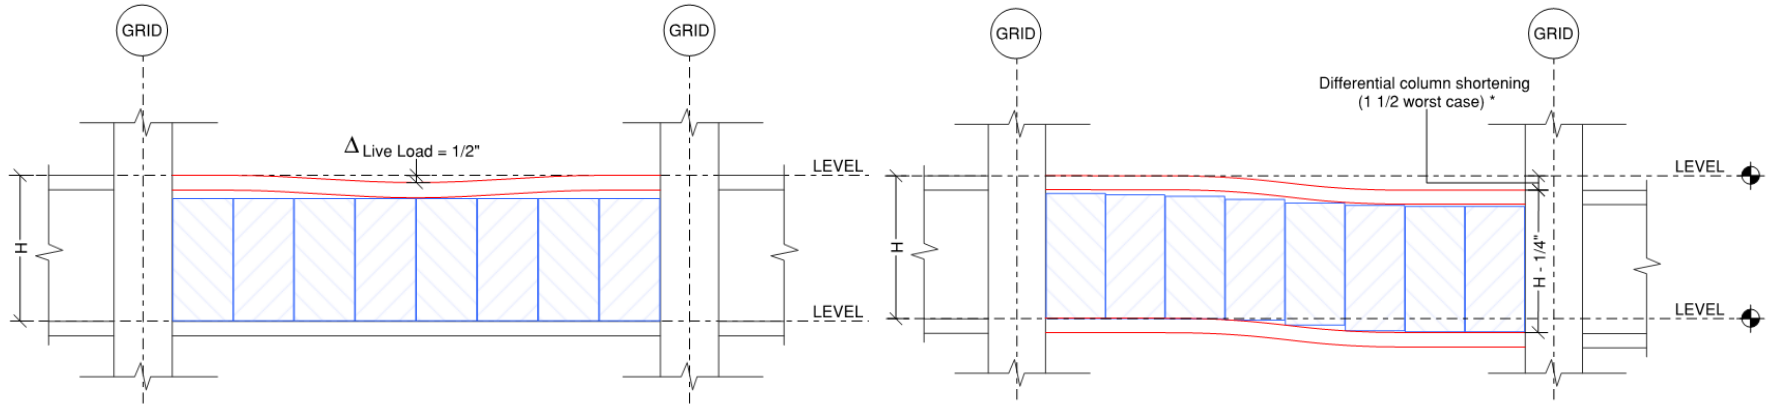 GRID
GRID
Δ Live Load = 1/2"
LEVEL
H
LEVEL
GRID
GRID
Differential column shortening
(1 1/2 worst case) *
LEVEL
H
H - 1/4"
LEVEL